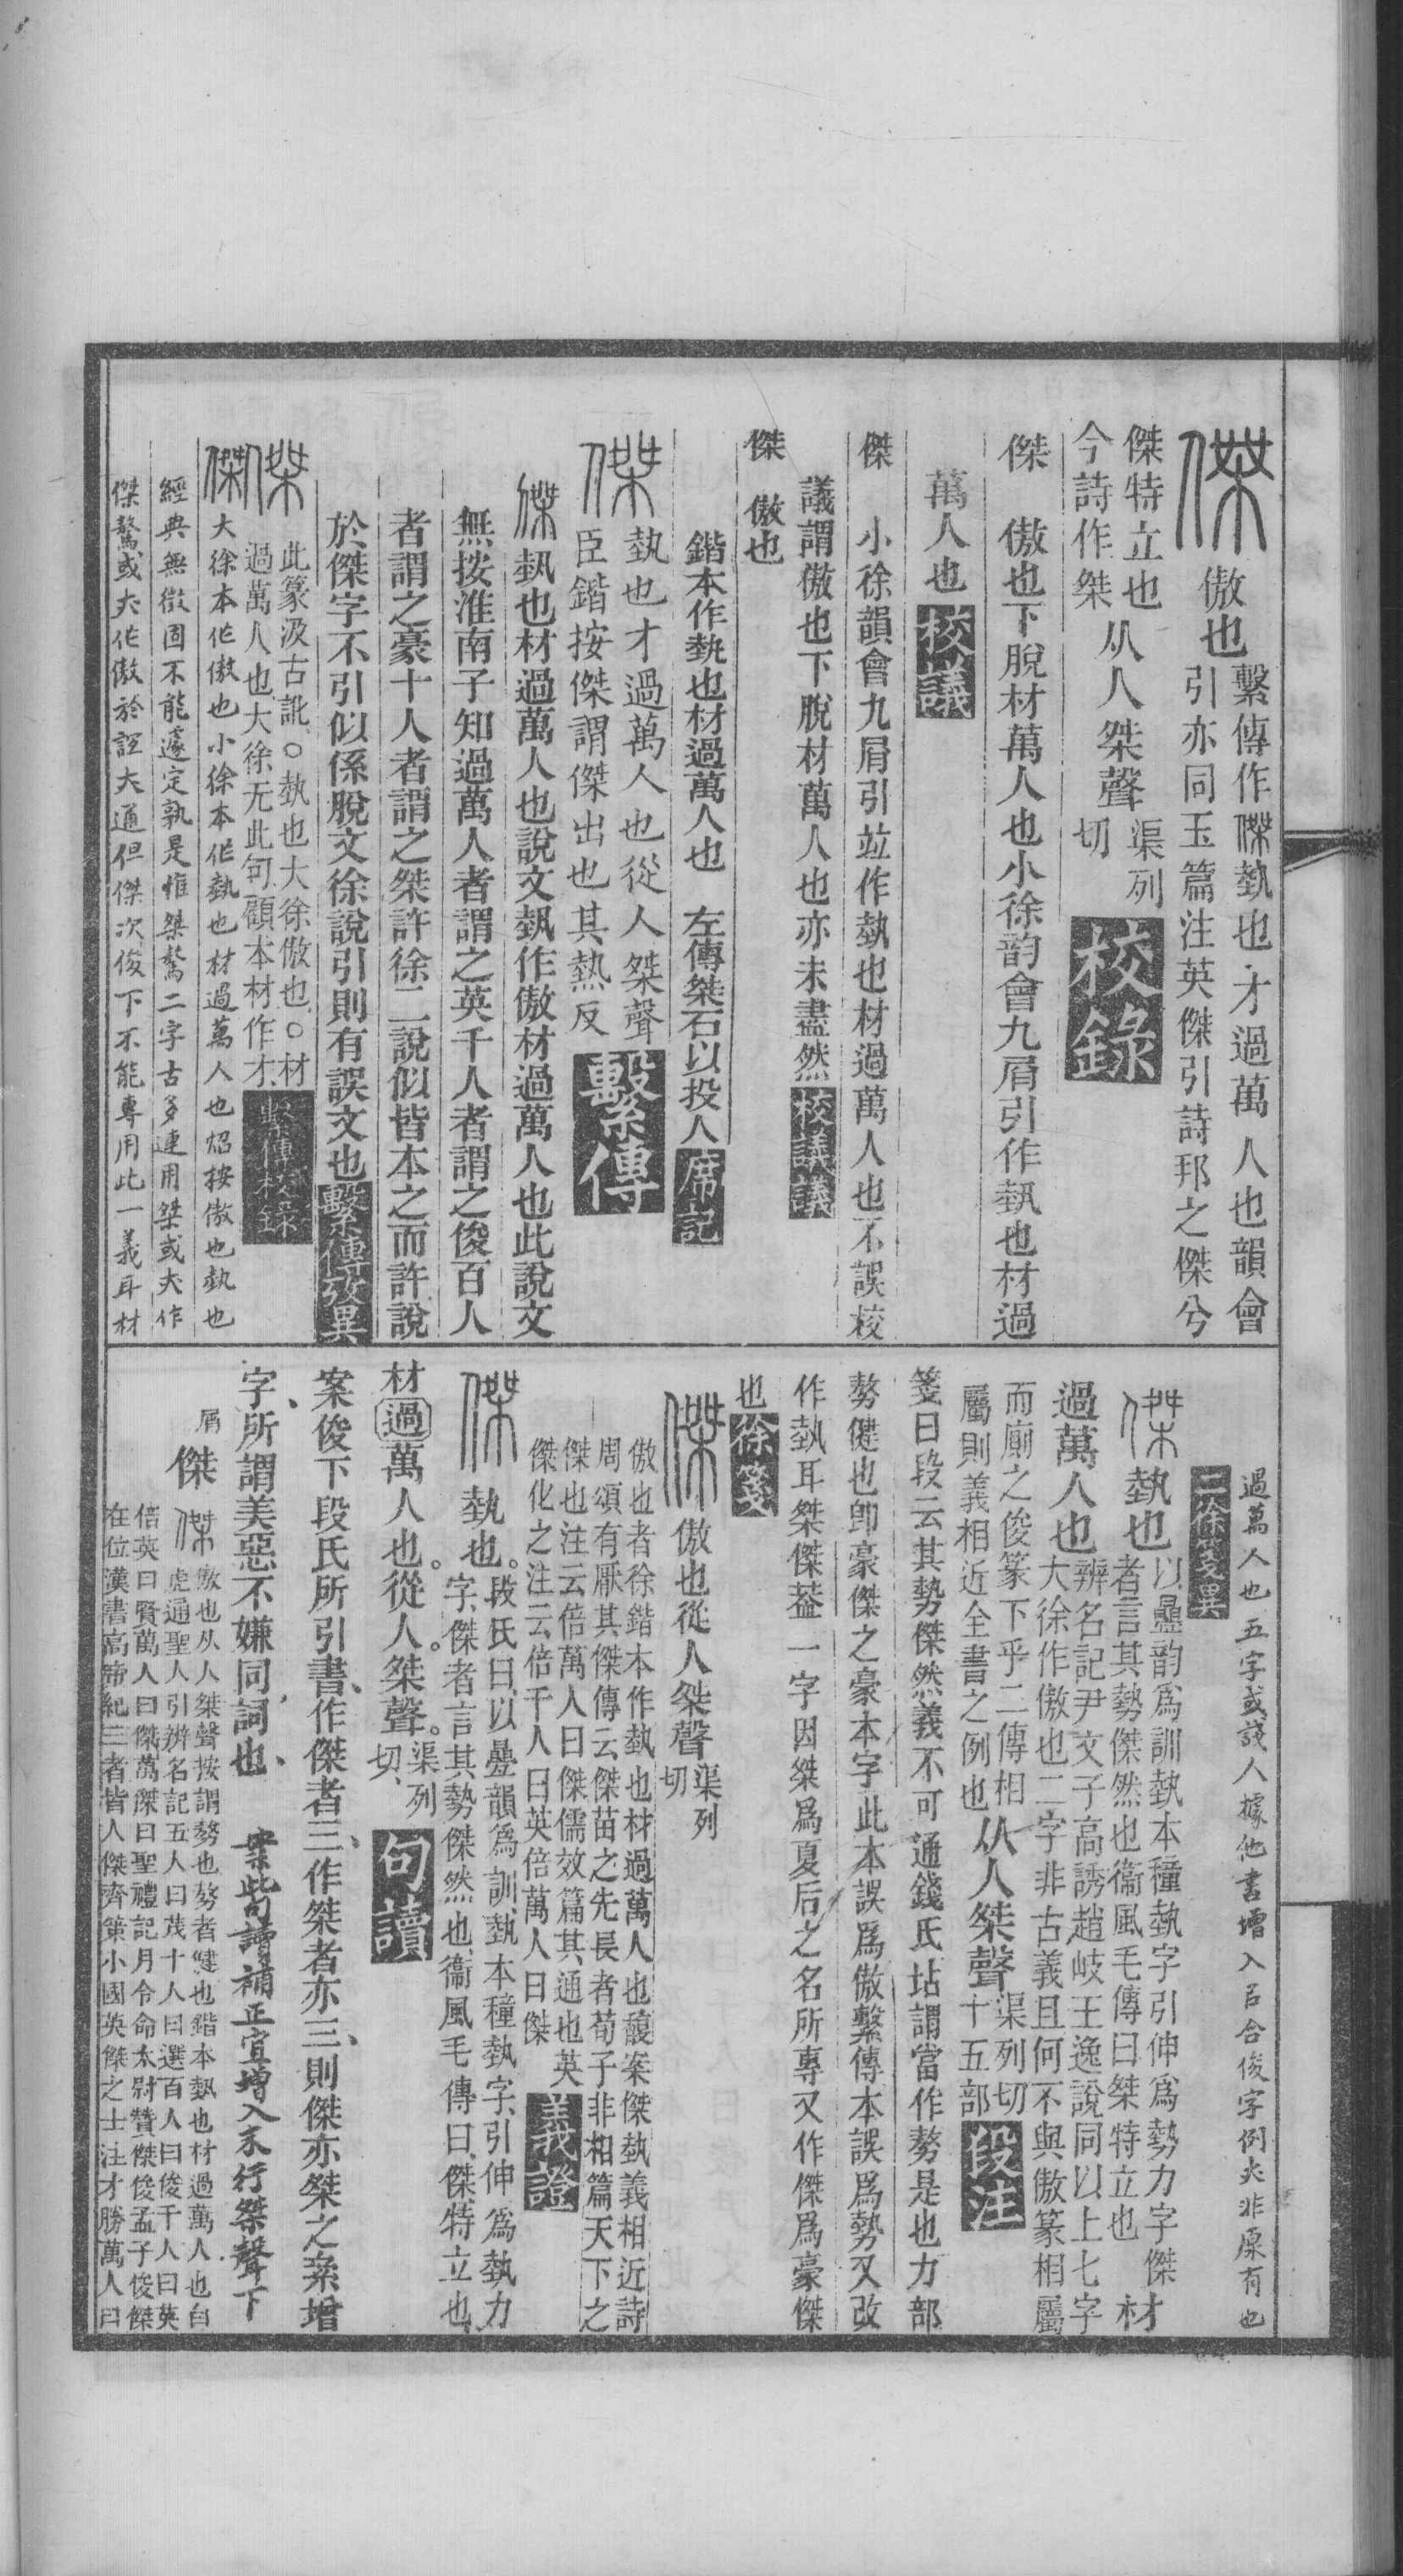 傑傲也
繫傳作傑埶也才過萬人也韻會
引亦同玉篇注英傑引詩邦之傑兮
傑特立也
今詩作桀
从人桀聲
渠列
切
校錄
傑 傲也下脫材萬人也小徐韵會九屑引作埶也材過
萬人也校議
傑 小徐韻會九屑引竝作埶也材過萬人也不誤校
議謂傲也下脫材萬人也亦未盡然校議議
傑 傲也
鍇本作埶也材過萬人也 左傳桀石以投人席記
傑
埶也才過萬人也從人桀聲
臣鍇按傑謂傑出也其熱反
繫傳
傑埶也材過萬人也說文埶作傲材過萬人也此說文
無按淮南子知過萬人者謂之英千人者謂之俊百人
者謂之豪十人者謂之桀許徐二說似皆本之而許說
於傑字不引似係脫文徐說引則有誤文也繫傳攷異
傑
此篆汲古訛○埶也大徐傲也○材
過萬人也大徐无此句顧本材作才
繫傳校錄
傑大徐本作傲也小徐本作埶也材過萬人也炤按傲也埶也
經典無徵固不能遽定孰是惟桀驁二字古多連用桀或大作
傑驁或大作傲於誼大通但傑次俊下不能專用此一義耳材
過萬人也五字或淺人據他書增入召合俊字例大非原有也
二徐箋異
傑埶也
以疊韵爲訓埶本種埶字引伸爲勢力字傑
者言其勢傑然也衞風毛傳曰桀特立也
材
過萬人也
辨名記尹文子高誘趙岐王逸說同以上七字
大徐作傲也二字非古義且何不與傲篆相屬
而廁之俊篆下乎二傳相
屬則義相近全書之例也
从人桀聲
渠列切
十五部
段注
箋曰段云其勢傑然義不可通錢氏坫謂當作勢是也力部
勢健也卽豪傑之豪本字此本誤爲傲繫傳本誤爲勢又改
作埶耳桀傑葢一字因桀爲夏后之名所專又作傑爲豪傑
也徐箋
傑傲也從人桀聲
渠列
切
傲也者徐鍇本作埶也材過萬人也馥案傑埶義相近詩
周頌有厭其傑傳云傑苗之先長者荀子非相篇天下之
傑也注云倍萬人曰傑儒效篇其通也英
傑化之注云倍千人曰英倍萬人曰傑
義證
傑埶也。
段氏曰以疊韻爲訓埶本種埶字引伸爲埶力
字傑者言其勢傑然也衞風毛傳曰傑特立也
材過萬人也。從人。桀聲。
渠列
切
句讀
案俊下段氏所引書作傑者三作桀者亦三則傑亦桀之絫增
字所謂美惡不嫌同詞也 案此句讀補正宜增入末行桀聲下
屑
傑
傑傲也从人桀聲按謂勢也勢者健也鍇本埶也材過萬人也白
虎通聖人引辨名記五人曰茂十人曰選百人曰俊千人曰英
倍英曰賢萬人曰傑萬傑曰聖禮記月令命太尉贊傑俊孟子俊傑
在位漢書高帝紀三者皆人傑齊策小國英傑之士注才勝萬人曰